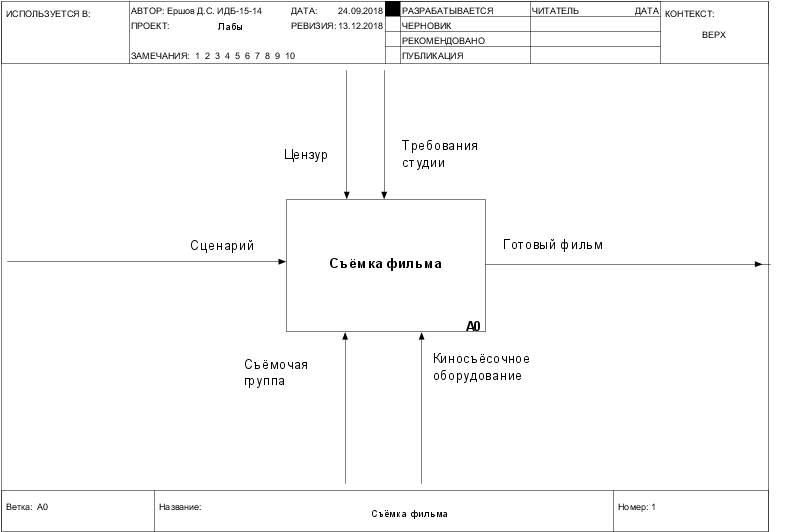 ИСПОЛЬЗУЕТСЯ В:
АВТОР: Ершов Д.С. ИДБ-15-14
ДАТА: 24.09.2018
ПРОЕКТ: Лабы
РЕВИЗИЯ: 13.12.2018
ЗАМЕЧАНИЯ: 1 2 3 4 5 6 7 8 9 10
РАЗРАБАТЫВАЕТСЯ
ЧЕРНОВИК
РЕКОМЕНДОВАНО
ПУБЛИКАЦИЯ
ЧИТАТЕЛЬ ДАТА
КОНТЕКСТ:
ВЕРХ
Цензур
Требования
студии
Сценарий
Съёмка фильма
A0
Готовый фильм
Съёмочая
группа
Киносъёсочное
оборудование
Ветка: A0
Название:
Съёмка фильма
Номер: 1